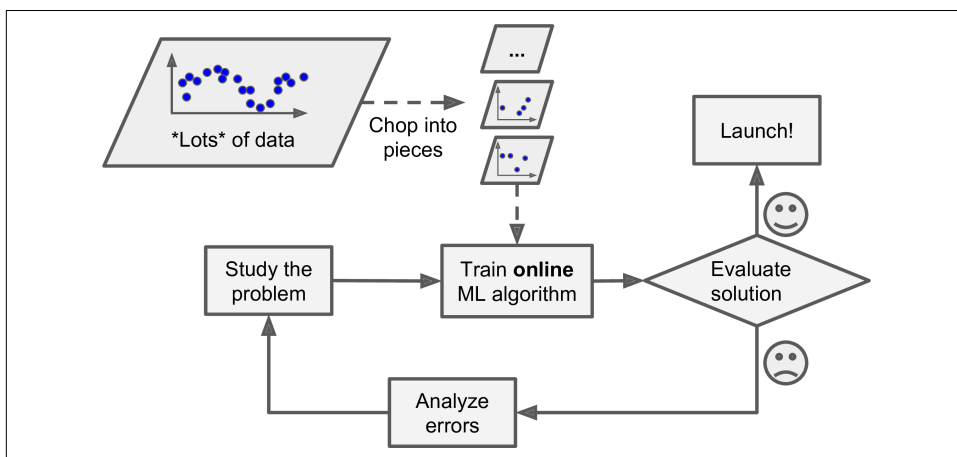 ...
*Lots* of data
Chop into
pieces
Launch!
Study the
problem
Train online
ML algorithm
Evaluate
solution
Analyze
errors